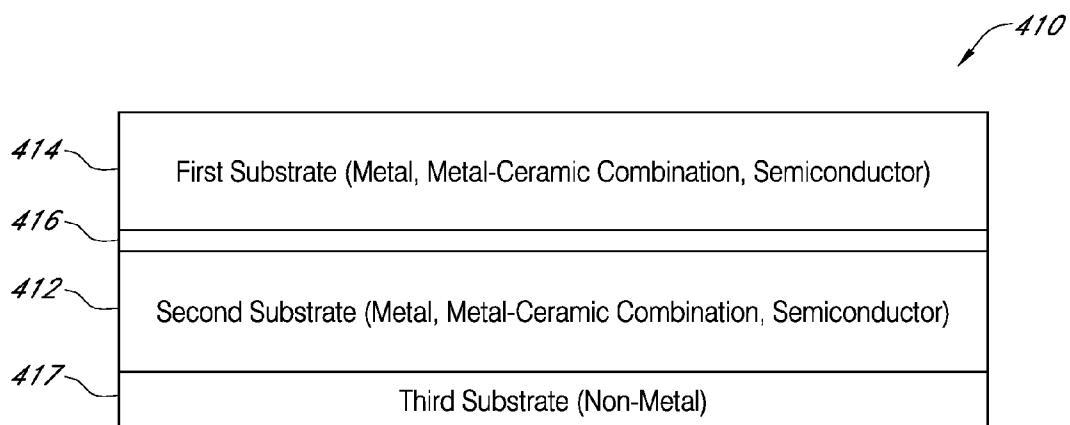 410
414
First Substrate (Metal, Metal-Ceramic Combination, Semiconductor)
416
412
Second Substrate (Metal, Metal-Ceramic Combination, Semiconductor)
417
Third Substrate (Non-Metal)